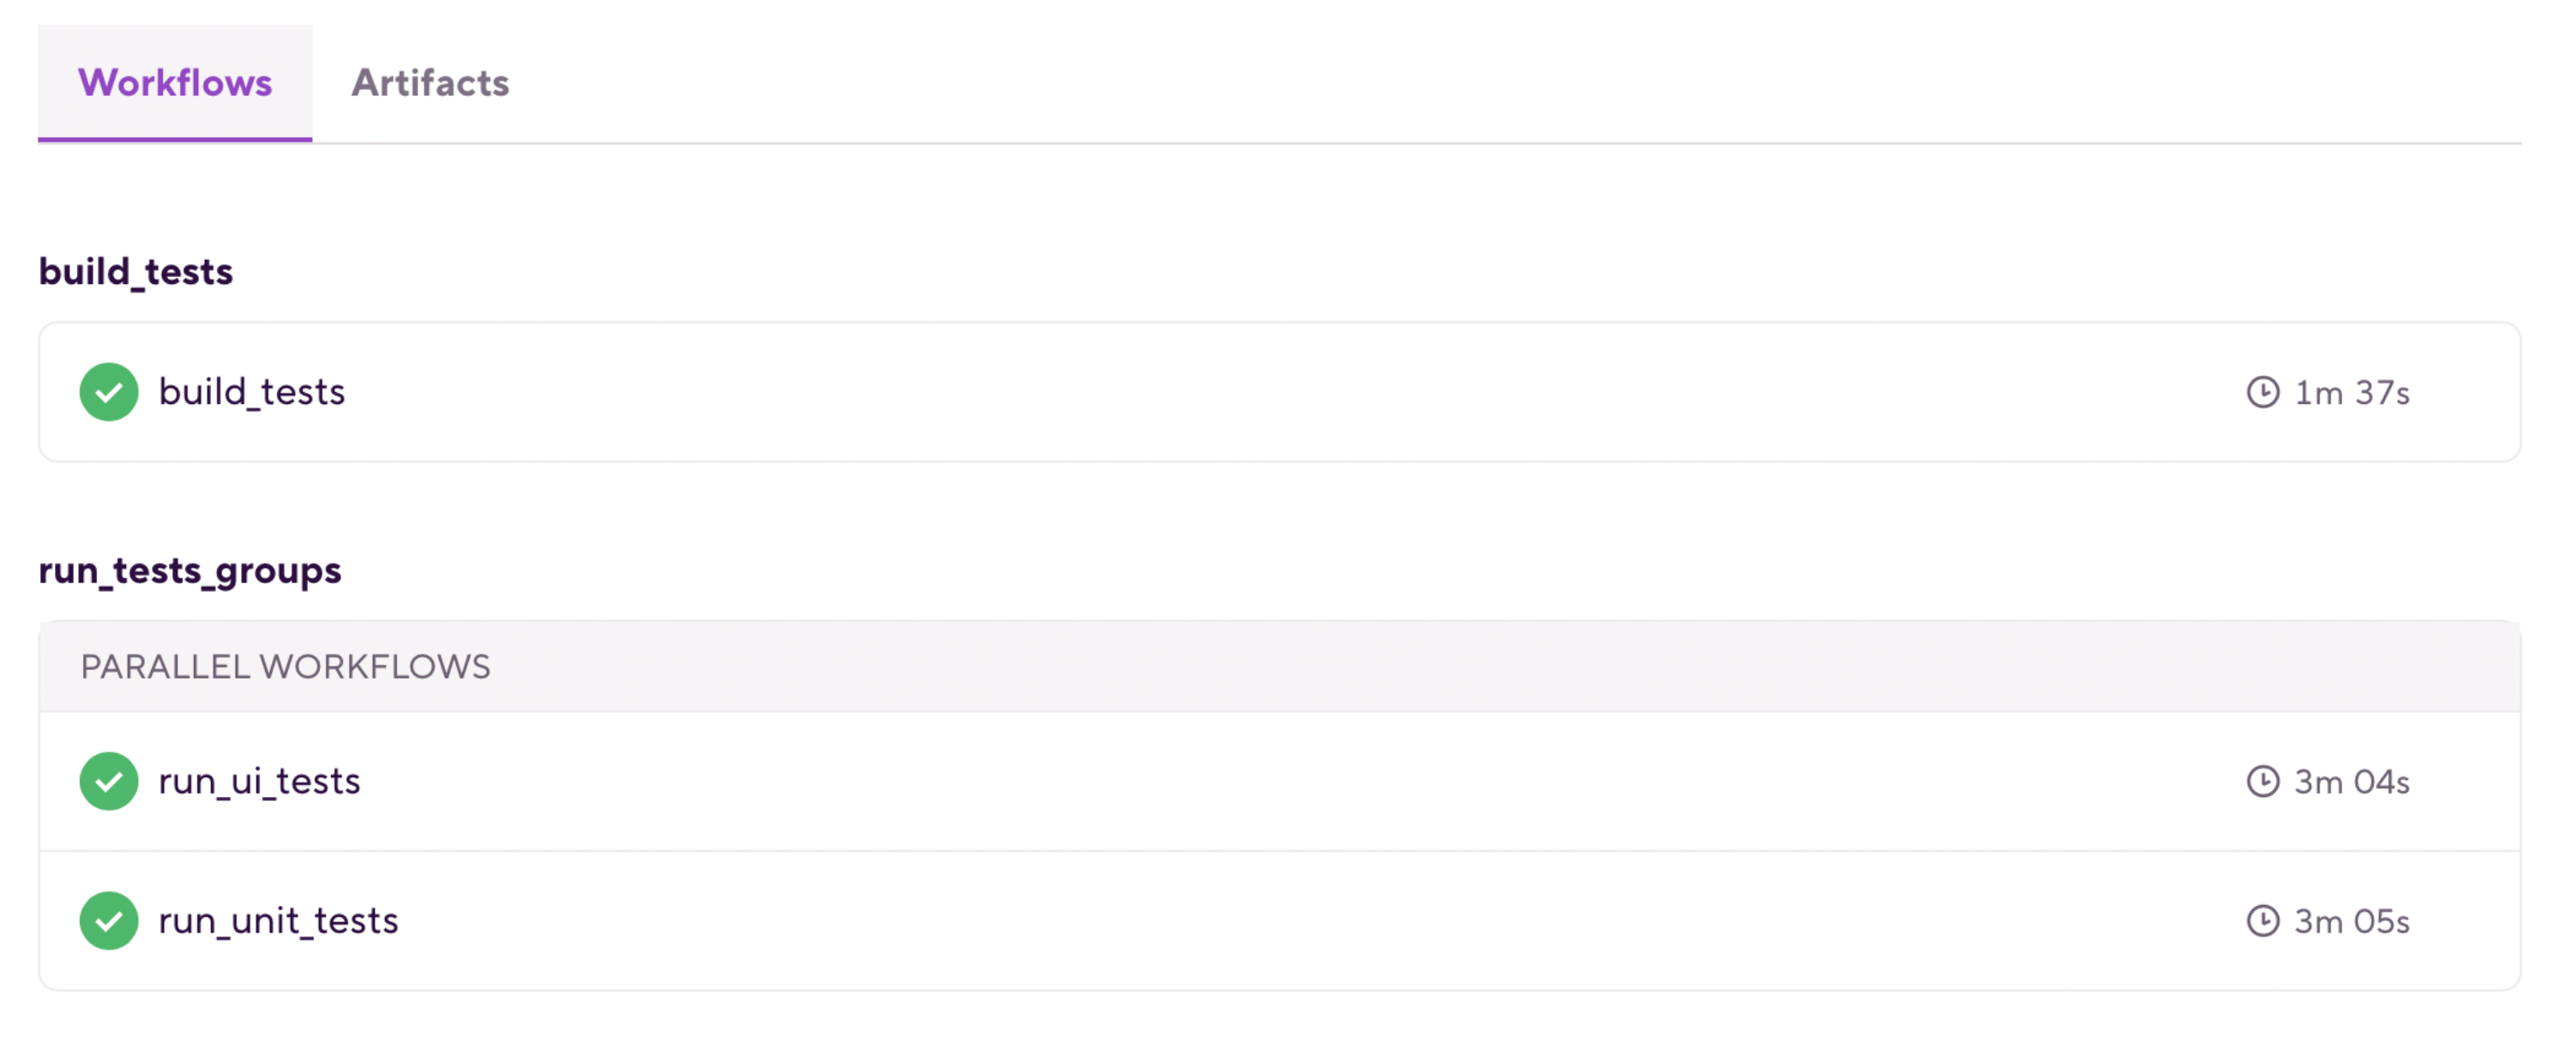 Workflows Artifacts
build_tests
build_tests 1m 37s
run_tests_groups
PARALLEL WORKFLOWS
run_ui_tests 3m 04s
run_unit_tests 3m 05s